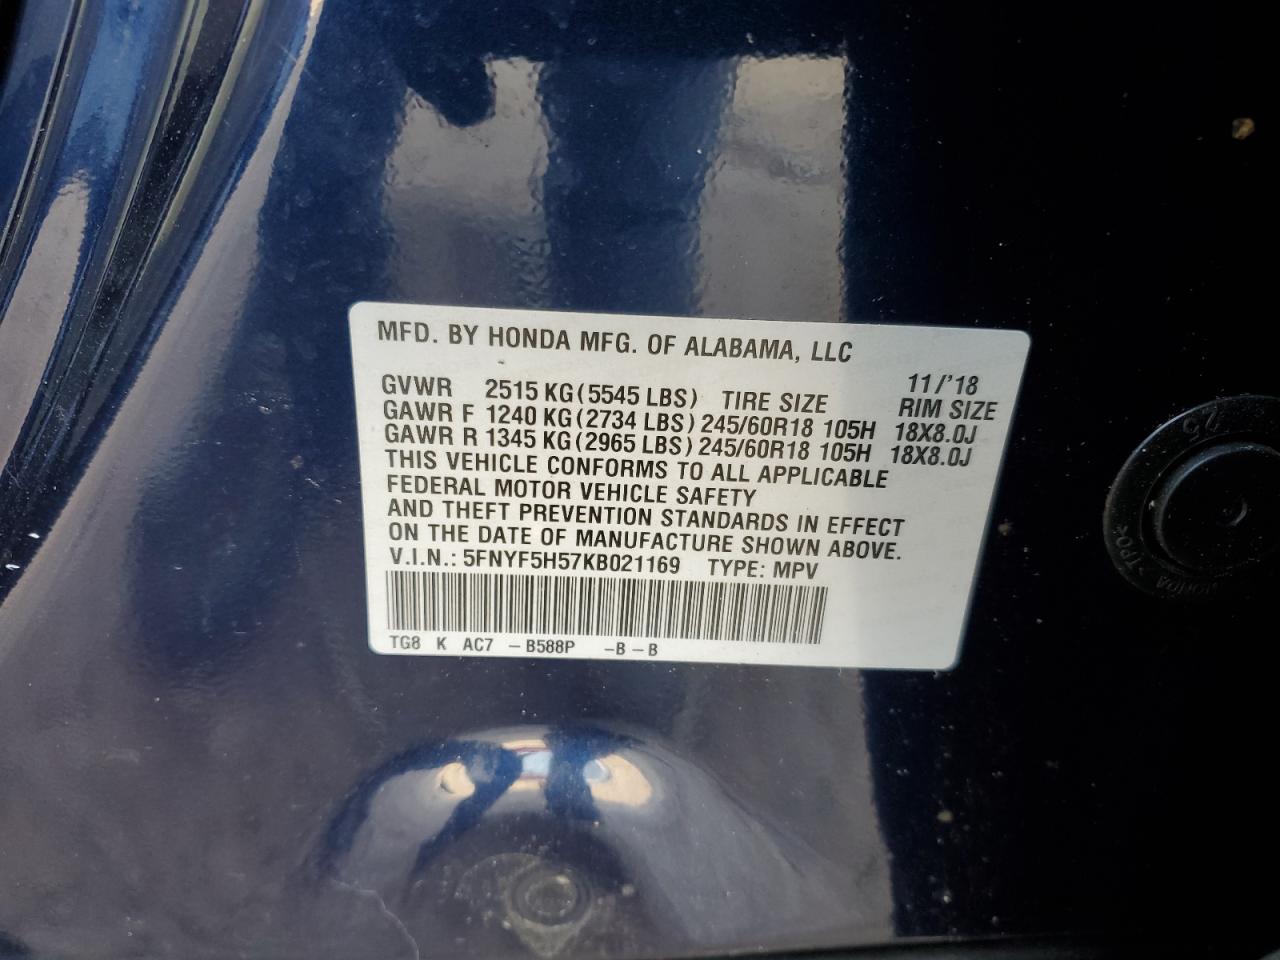 MFD. BY HONDA MFG. OF ALABAMA, LLC
11/'18
GVWR 2515 KG(5545 LBS) TIRE SIZE RIM SIZE
GAWR F 1240 KG(2734 LBS) 245/60R18 105H 18X8.0J
GAWR R 1345 KG(2965 LBS) 245/60R18 105H 18X8.0J
THIS VEHICLE CONFORMS TO ALL APPLICABLE
FEDERAL MOTOR VEHICLE SAFETY
AND THEFT PREVENTION STANDARDS IN EFFECT
ON THE DATE OF MANUFACTURE SHOWN ABOVE.
V.I.N.: 5FNYF5H57KB021169 TYPE: MPV
TG8 K AC7 -B588P -B-B
25
>TPO<
HONDA